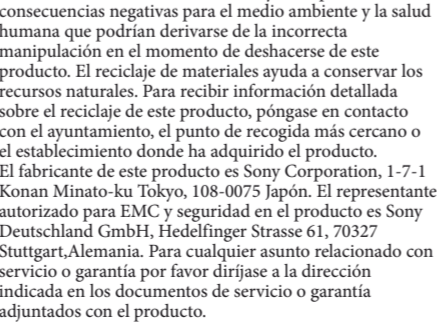 consecuencias negativas para el medio ambiente y la salud
humana que podrían derivarse de la incorrecta
manipulación en el momento de deshacerse de este
producto. El reciclaje de materiales ayuda a conservar los
recursos naturales. Para recibir información detallada
sobre el reciclaje de este producto, póngase en contacto
con el ayuntamiento, el punto de recogida más cercano o
el establecimiento donde ha adquirido el producto.
El fabricante de este producto es Sony Corporation, 1-7-1
Konan Minato-ku Tokyo, 108-0075 Japón. El representante
autorizado para EMC y seguridad en el producto es Sony
Deutschland GmbH, Hedelfinger Strasse 61, 70327
Stuttgart,Alemania. Para cualquier asunto relacionado con
servicio o garantía por favor diríjase a la dirección
indicada en los documentos de servicio o garantía
adjuntados con el producto.